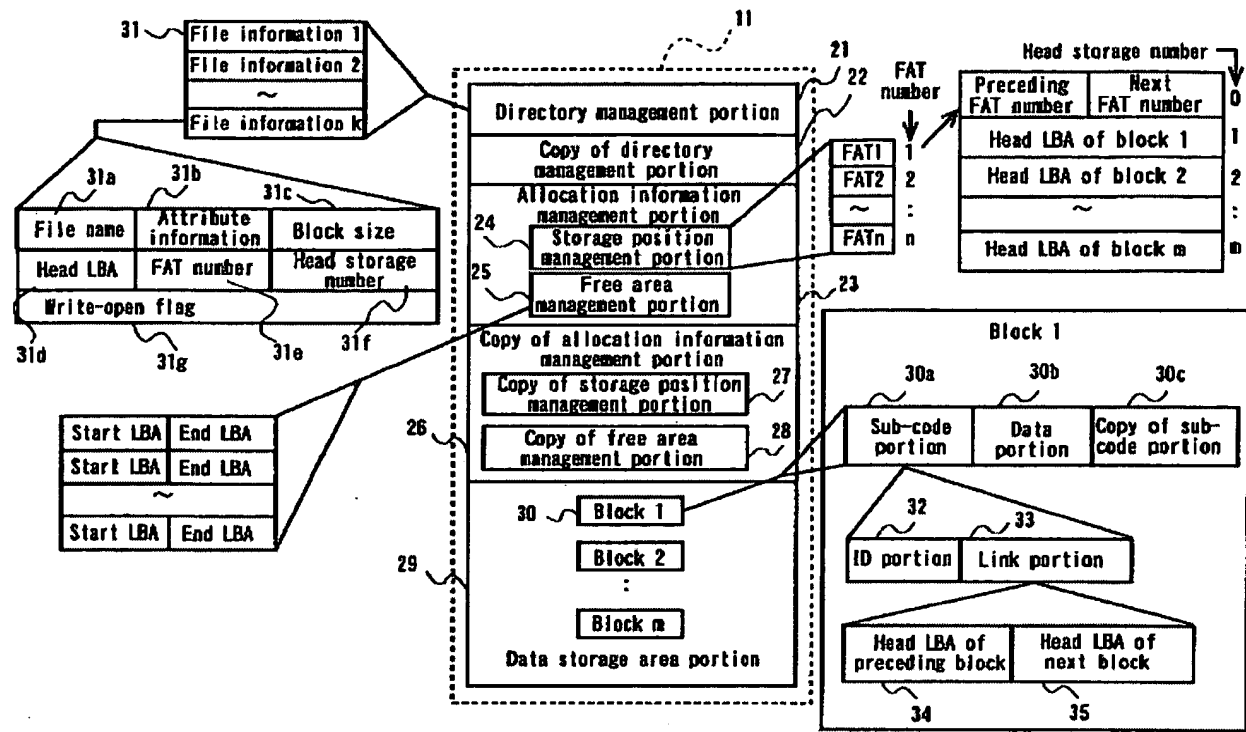 31
File information 1
File information 2
~
File information k
31a
31b
31c
File name
Attribute information
Block size
Head LBA
FAT number
Head storage number
Write-open flag
31d
31g
31e
31f
Start LBA
End LBA
Start LBA
End LBA
~
Start LBA
End LBA
11
21
22
Directory management portion
Copy of directory
management portion
Allocation information
management portion
24
Storage position
management portion
25
Free area
management portion
23
Copy of allocation information
management portion
Copy of storage position
management portion
27
26
Copy of free area
management portion
28
30
Block 1
Block 2
:
Block m
29
Data storage area portion
FAT
number
FAT1
1
FAT2
2
~
:
FATn
n
Head storage number
Preceding
FAT number
Next
FAT number
0
Head LBA of block 1
1
Head LBA of block 2
2
~
:
Head LBA of block m
m
Block 1
30a
30b
30c
Sub-code
portion
Data
portion
Copy of sub-
code portion
32
33
ID portion
Link portion
Head LBA of
preceding block
Head LBA of
next block
34
35